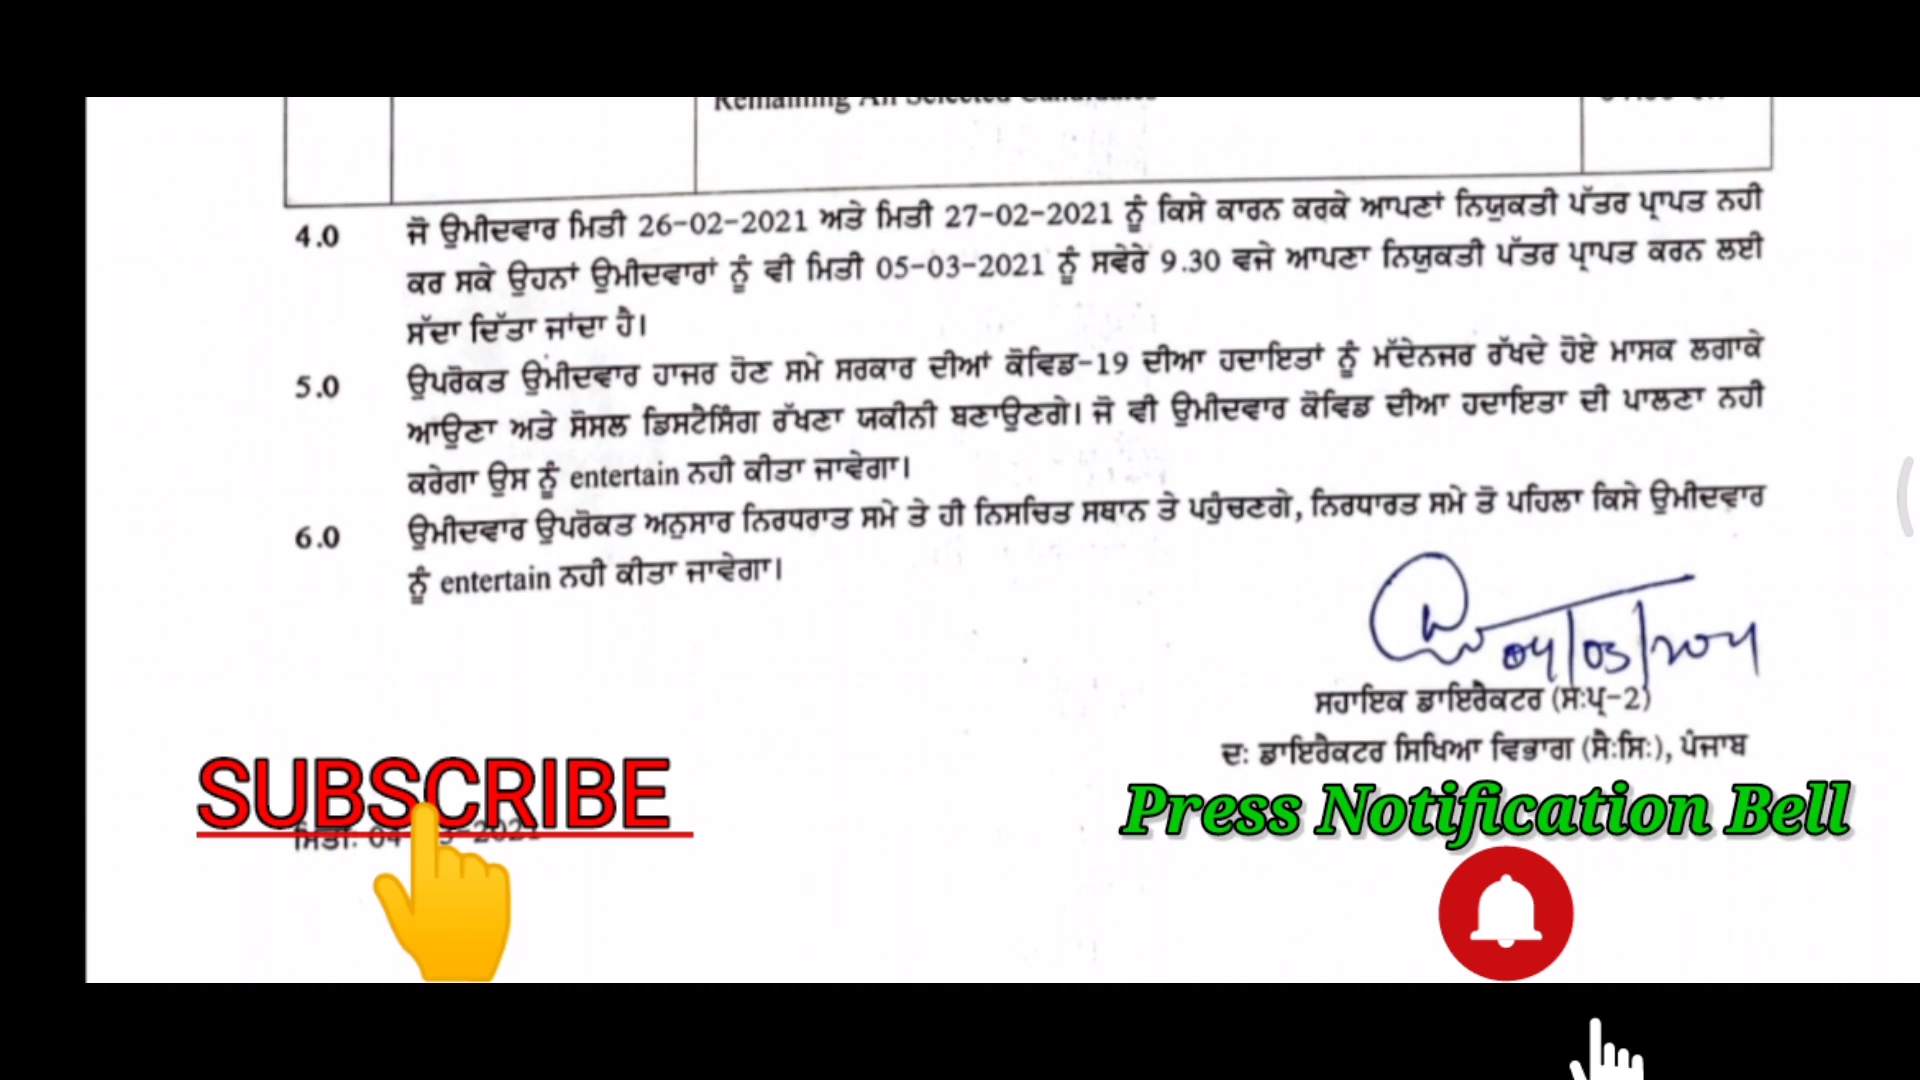 Remaining All Selected Candidates
4.0 ਜੋ ਉਮੀਦਵਾਰ ਮਿਤੀ 26-02-2021 ਅਤੇ ਮਿਤੀ 27-02-2021 ਨੂੰ ਕਿਸੇ ਕਾਰਨ ਕਰਕੇ ਆਪਣਾਂ ਨਿਯੁਕਤੀ ਪੱਤਰ ਪ੍ਰਾਪਤ ਨਹੀ
ਕਰ ਸਕੇ ਉਹਨਾਂ ਉਮੀਦਵਾਰਾਂ ਨੂੰ ਵੀ ਮਿਤੀ 05-03-2021 ਨੂੰ ਸਵੇਰੇ 9.30 ਵਜੇ ਆਪਣਾ ਨਿਯੁਕਤੀ ਪੱਤਰ ਪ੍ਰਾਪਤ ਕਰਨ ਲਈ
ਸੱਦਾ ਦਿੱਤਾ ਜਾਂਦਾ ਹੈ।
5.0 ਉਪਰੋਕਤ ਉਮੀਦਵਾਰ ਹਾਜਰ ਹੋਣ ਸਮੇ ਸਰਕਾਰ ਦੀਆਂ ਕੋਵਿਡ-19 ਦੀਆ ਹਦਾਇਤਾਂ ਨੂੰ ਮੱਦੇਨਜਰ ਰੱਖਦੇ ਹੋਏ ਮਾਸਕ ਲਗਾਕੇ
ਆਉਣਾ ਅਤੇ ਸੋਸਲ ਡਿਸਟੈਸਿੰਗ ਰੱਖਣਾ ਯਕੀਨੀ ਬਣਾਉਣਗੇ। ਜੋ ਵੀ ਉਮੀਦਵਾਰ ਕੋਵਿਡ ਦੀਆ ਹਦਾਇਤਾ ਦੀ ਪਾਲਣਾ ਨਹੀ
ਕਰੇਗਾ ਉਸ ਨੂੰ entertain ਨਹੀ ਕੀਤਾ ਜਾਵੇਗਾ।
6.0 ਉਮੀਦਵਾਰ ਉਪਰੋਕਤ ਅਨੁਸਾਰ ਨਿਰਧਰਾਤ ਸਮੇ ਤੇ ਹੀ ਨਿਸਚਿਤ ਸਥਾਨ ਤੇ ਪਹੁੰਚਣਗੇ, ਨਿਰਧਾਰਤ ਸਮੇ ਤੋ ਪਹਿਲਾ ਕਿਸੇ ਉਮੀਦਵਾਰ
ਨੂੰ entertain ਨਹੀ ਕੀਤਾ ਜਾਵੇਗਾ।
04/03/2021
ਸਹਾਇਕ ਡਾਇਰੈਕਟਰ (ਸ:ਪ੍ਰ-2)
ਦ: ਡਾਇਰੈਕਟਰ ਸਿਖਿਆ ਵਿਭਾਗ (ਸੈ:ਸਿ:), ਪੰਜਾਬ
SUBSCRIBE
Press Notification Bell
ਮਿਤੀ: